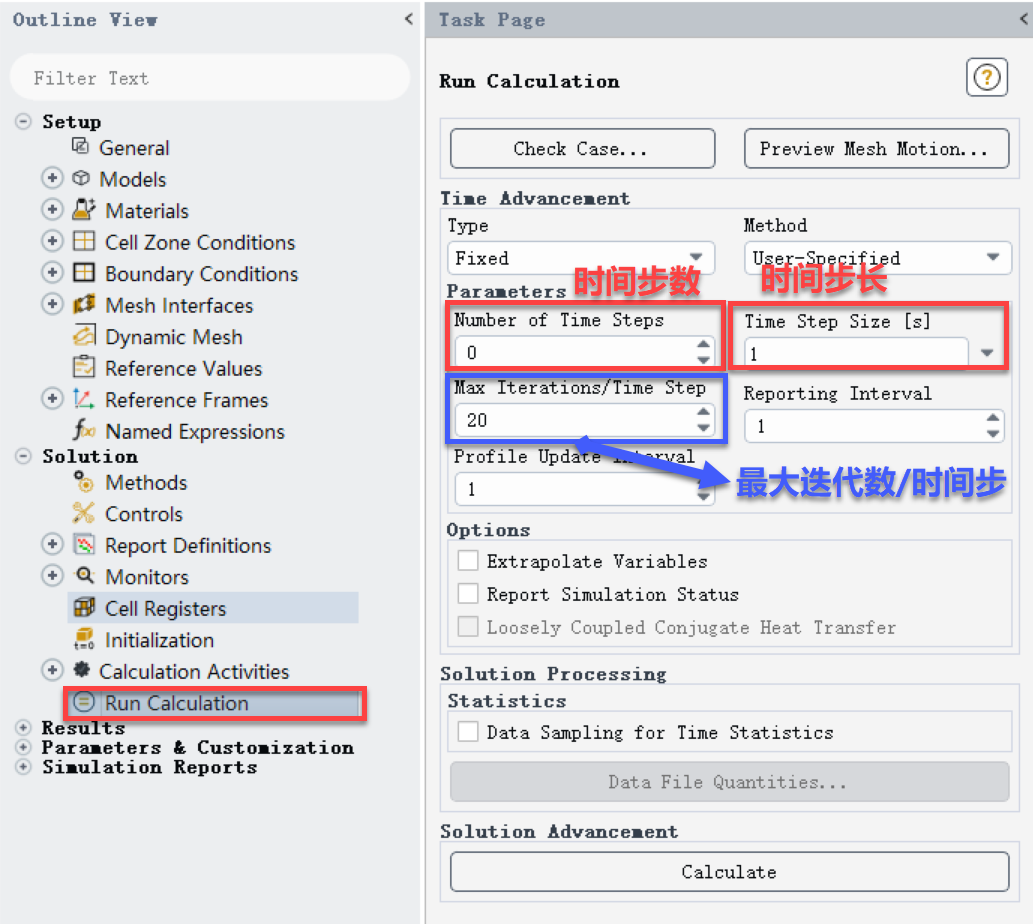 Outline View
Filter Text
Setup
General
Models
Materials
Cell Zone Conditions
Boundary Conditions
Mesh Interfaces
Dynamic Mesh
Reference Values
Reference Frames
Named Expressions
Solution
Methods
Controls
Report Definitions
Monitors
Cell Registers
Initialization
Calculation Activities
Run Calculation
Results
Parameters & Customization
Simulation Reports
Task Page
Run Calculation
Check Case...
Preview Mesh Motion...
Time Advancement
Type
Method
Fixed
User-Specified
Parameters
时间步数
时间步长
Number of Time Steps
Time Step Size [s]
0
1
Max Iterations/Time Step
Reporting Interval
20
1
Profile Update Interval
1
最大迭代数/时间步
Options
Extrapolate Variables
Report Simulation Status
Loosely Coupled Conjugate Heat Transfer
Solution Processing
Statistics
Data Sampling for Time Statistics
Data File Quantities...
Solution Advancement
Calculate